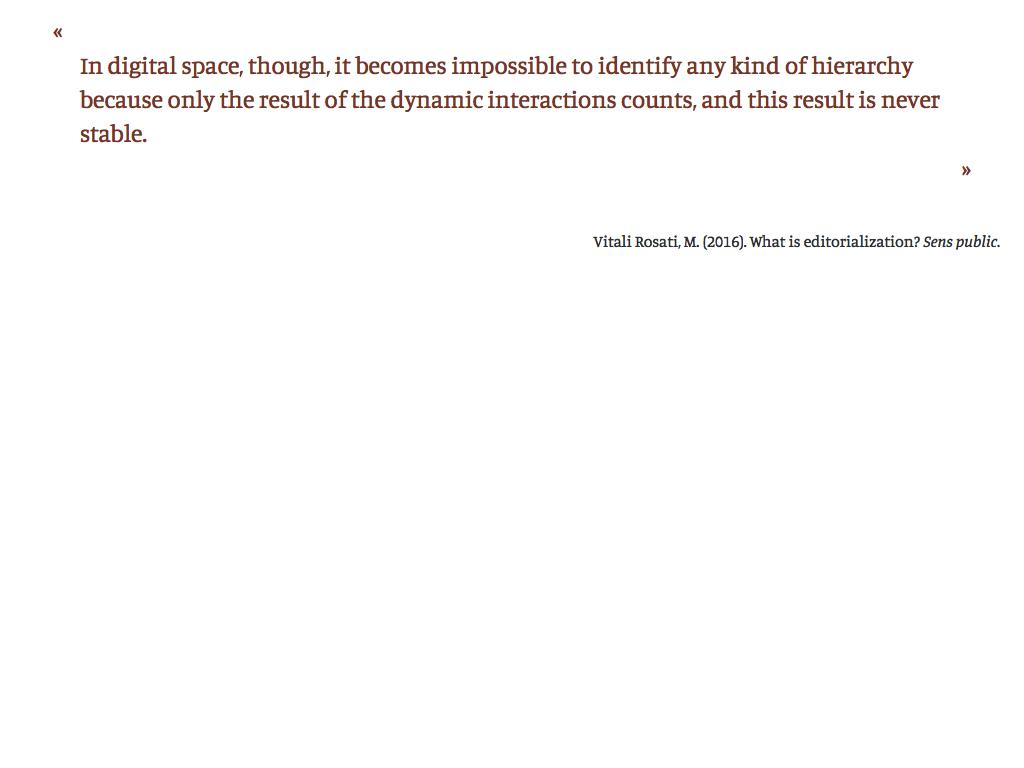 «
In digital space, though, it becomes impossible to identify any kind of hierarchy
because only the result of the dynamic interactions counts, and this result is never
stable.
»
Vitali Rosati, M. (2016). What is editorialization? Sens public.